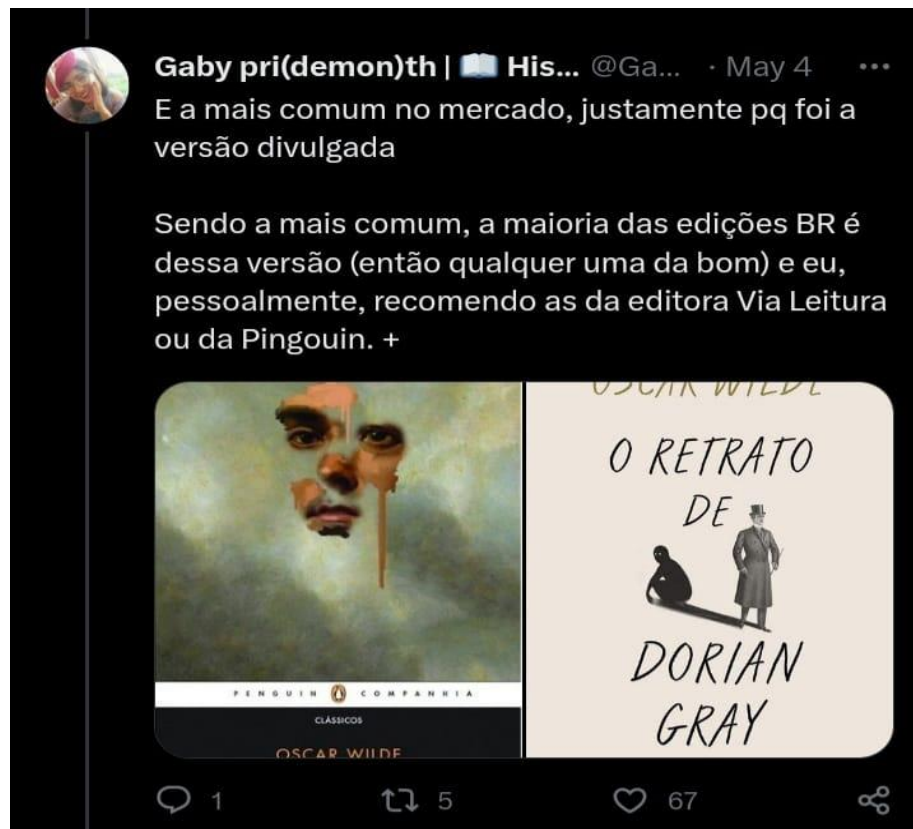 Gaby pri(demon)th | 📖 His... @Ga... · May 4 ...
E a mais comum no mercado, justamente pq foi a
versão divulgada
Sendo a mais comum, a maioria das edições BR é
dessa versão (então qualquer uma da bom) e eu,
pessoalmente, recomendo as da editora Via Leitura
ou da Pingouin. +
PENGUIN COMPANHIA
CLÁSSICOS
OSCAR WILDE
OSCAR WILDE
O RETRATO
DE
DORIAN
GRAY
1 5 67